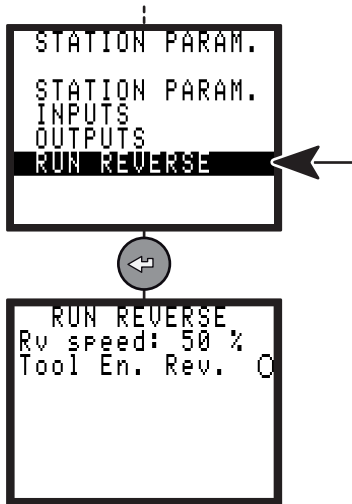 STATION PARAM.
STATION PARAM.
INPUTS
OUTPUTS
RUN REVERSE
RUN REVERSE
Rv speed: 50 %
Tool En. Rev. O